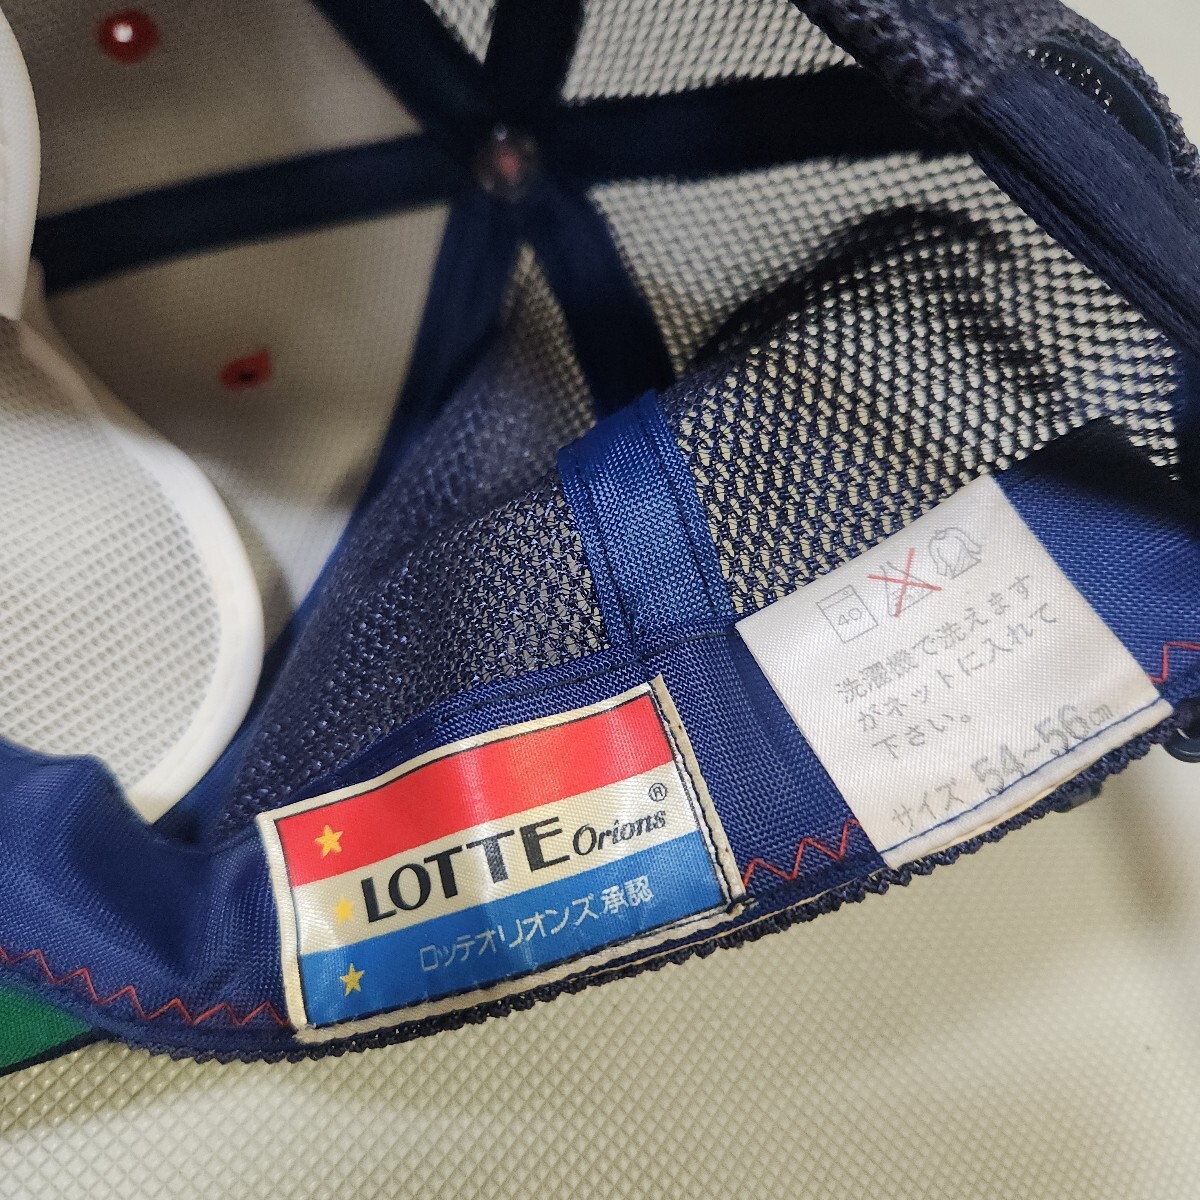 LOTTE Orions ®
ロッテオリオンズ承認
40
洗濯機で洗えます
がネットに入れて
下さい。
サイズ 54~56cm